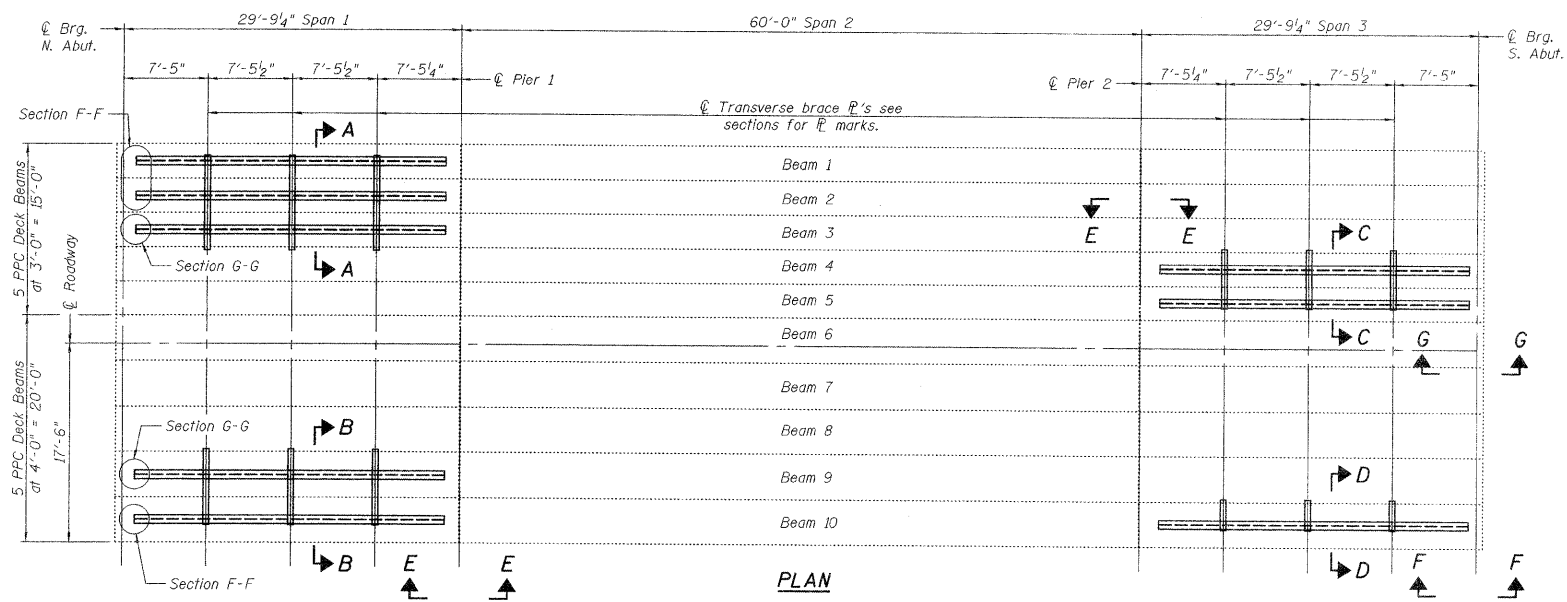 ℄ Brg.
N. Abut.
29'-9¼" Span 1
60'-0" Span 2
29'-9¼" Span 3
℄ Brg.
S. Abut.
7'-5"
7'-5½"
7'-5½"
7'-5¼"
℄ Pier 1
℄ Pier 2
7'-5¼"
7'-5½"
7'-5½"
7'-5"
℄ Transverse brace ℙL's see
sections for ℙL marks.
Section F-F
A
Beam 1
Beam 2
Beam 3
Beam 4
Beam 5
Beam 6
Beam 7
Beam 8
Beam 9
Beam 10
5 PPC Deck Beams
at 3'-0" = 15'-0"
℄ Roadway
Section G-G
A
E
E
C
C
G
G
5 PPC Deck Beams
at 4'-0" = 20'-0"
17'-6"
Section G-G
B
D
Section F-F
B
E
E
PLAN
D
F
F